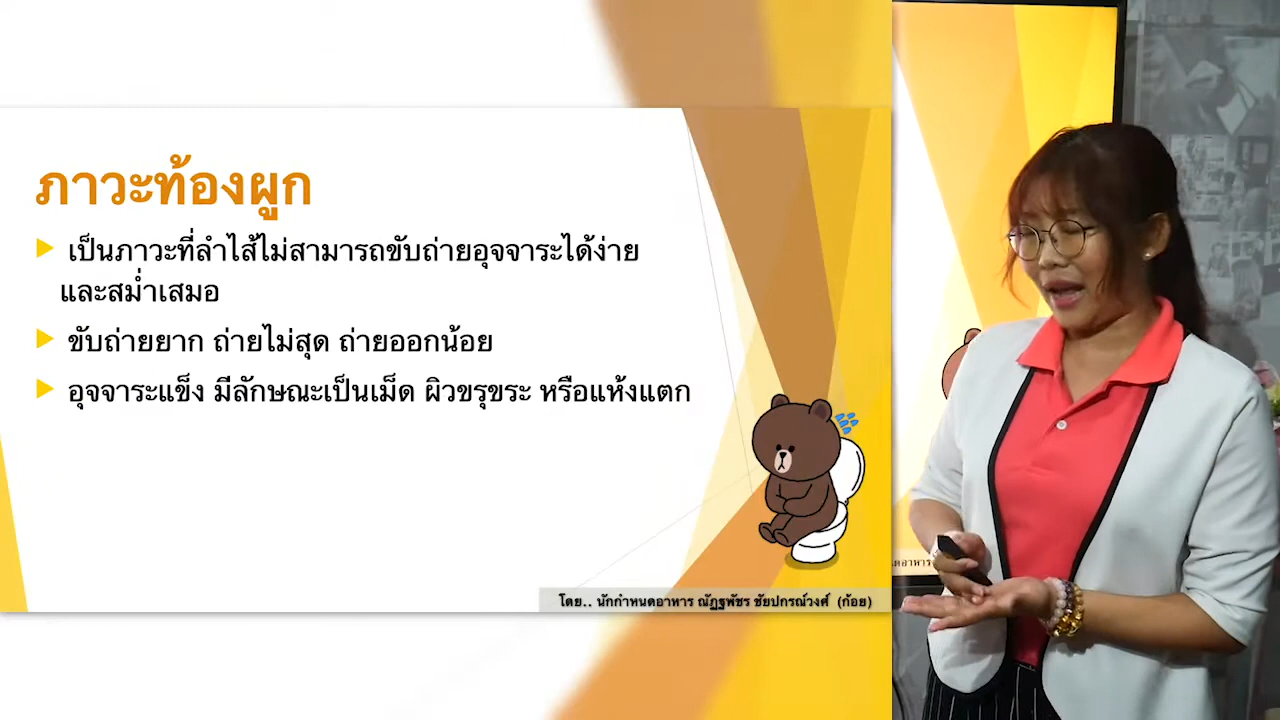 ภาวะท้องผูก
เป็นภาวะที่ลำไส้ไม่สามารถขับถ่ายอุจจาระได้ง่าย
และสม่ำเสมอ
ขับถ่ายยาก ถ่ายไม่สุด ถ่ายออกน้อย
อุจจาระแข็ง มีลักษณะเป็นเม็ด ผิวขรุขระ หรือแห้งแตก
โดย.. นักกำหนดอาหาร ณัฏฐพัชร ชัยปกรณ์วงศ์ (ก้อย)